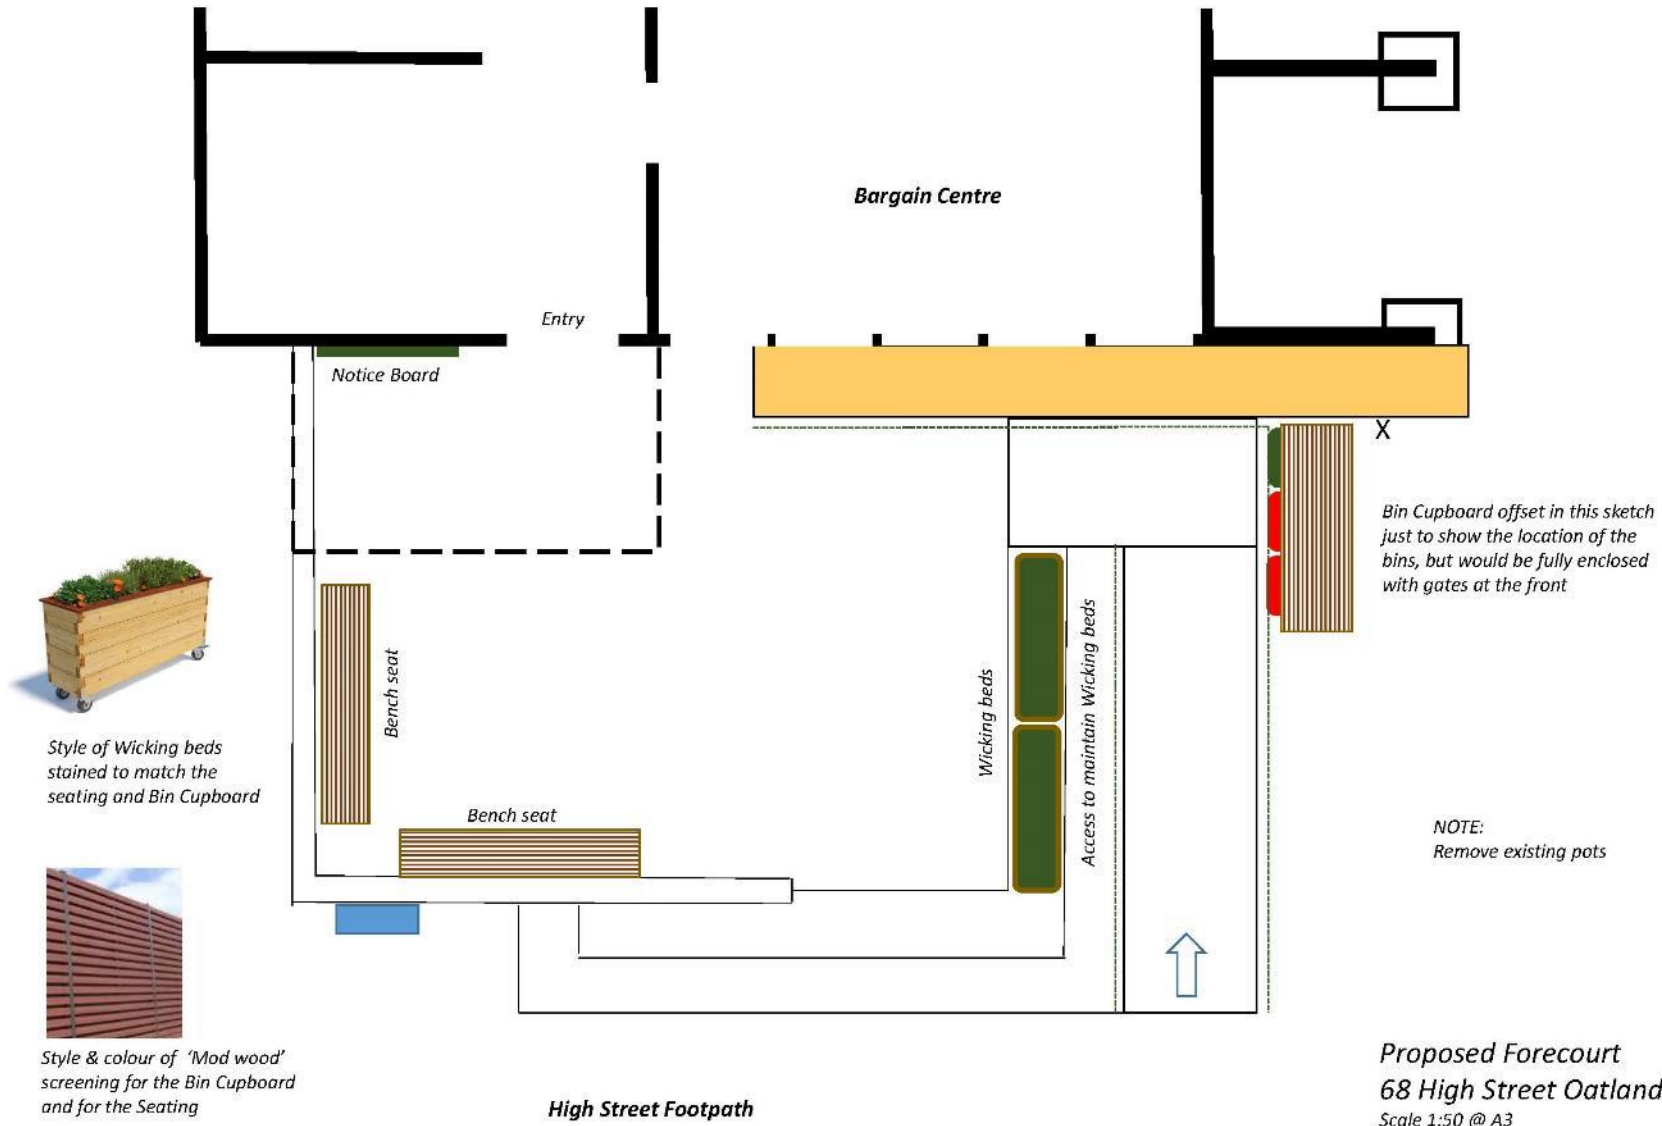 Bargain Centre
Entry
Notice Board
X
Bin Cupboard offset in this sketch
just to show the location of the
bins, but would be fully enclosed
with gates at the front
Bench seat
Wicking beds
Access to maintain Wicking beds
Style of Wicking beds
stained to match the
seating and Bin Cupboard
Bench seat
NOTE:
Remove existing pots
Style & colour of ‘Mod wood’
screening for the Bin Cupboard
and for the Seating
High Street Footpath
Proposed Forecourt
68 High Street Oatland
Scale 1:50 @ A3